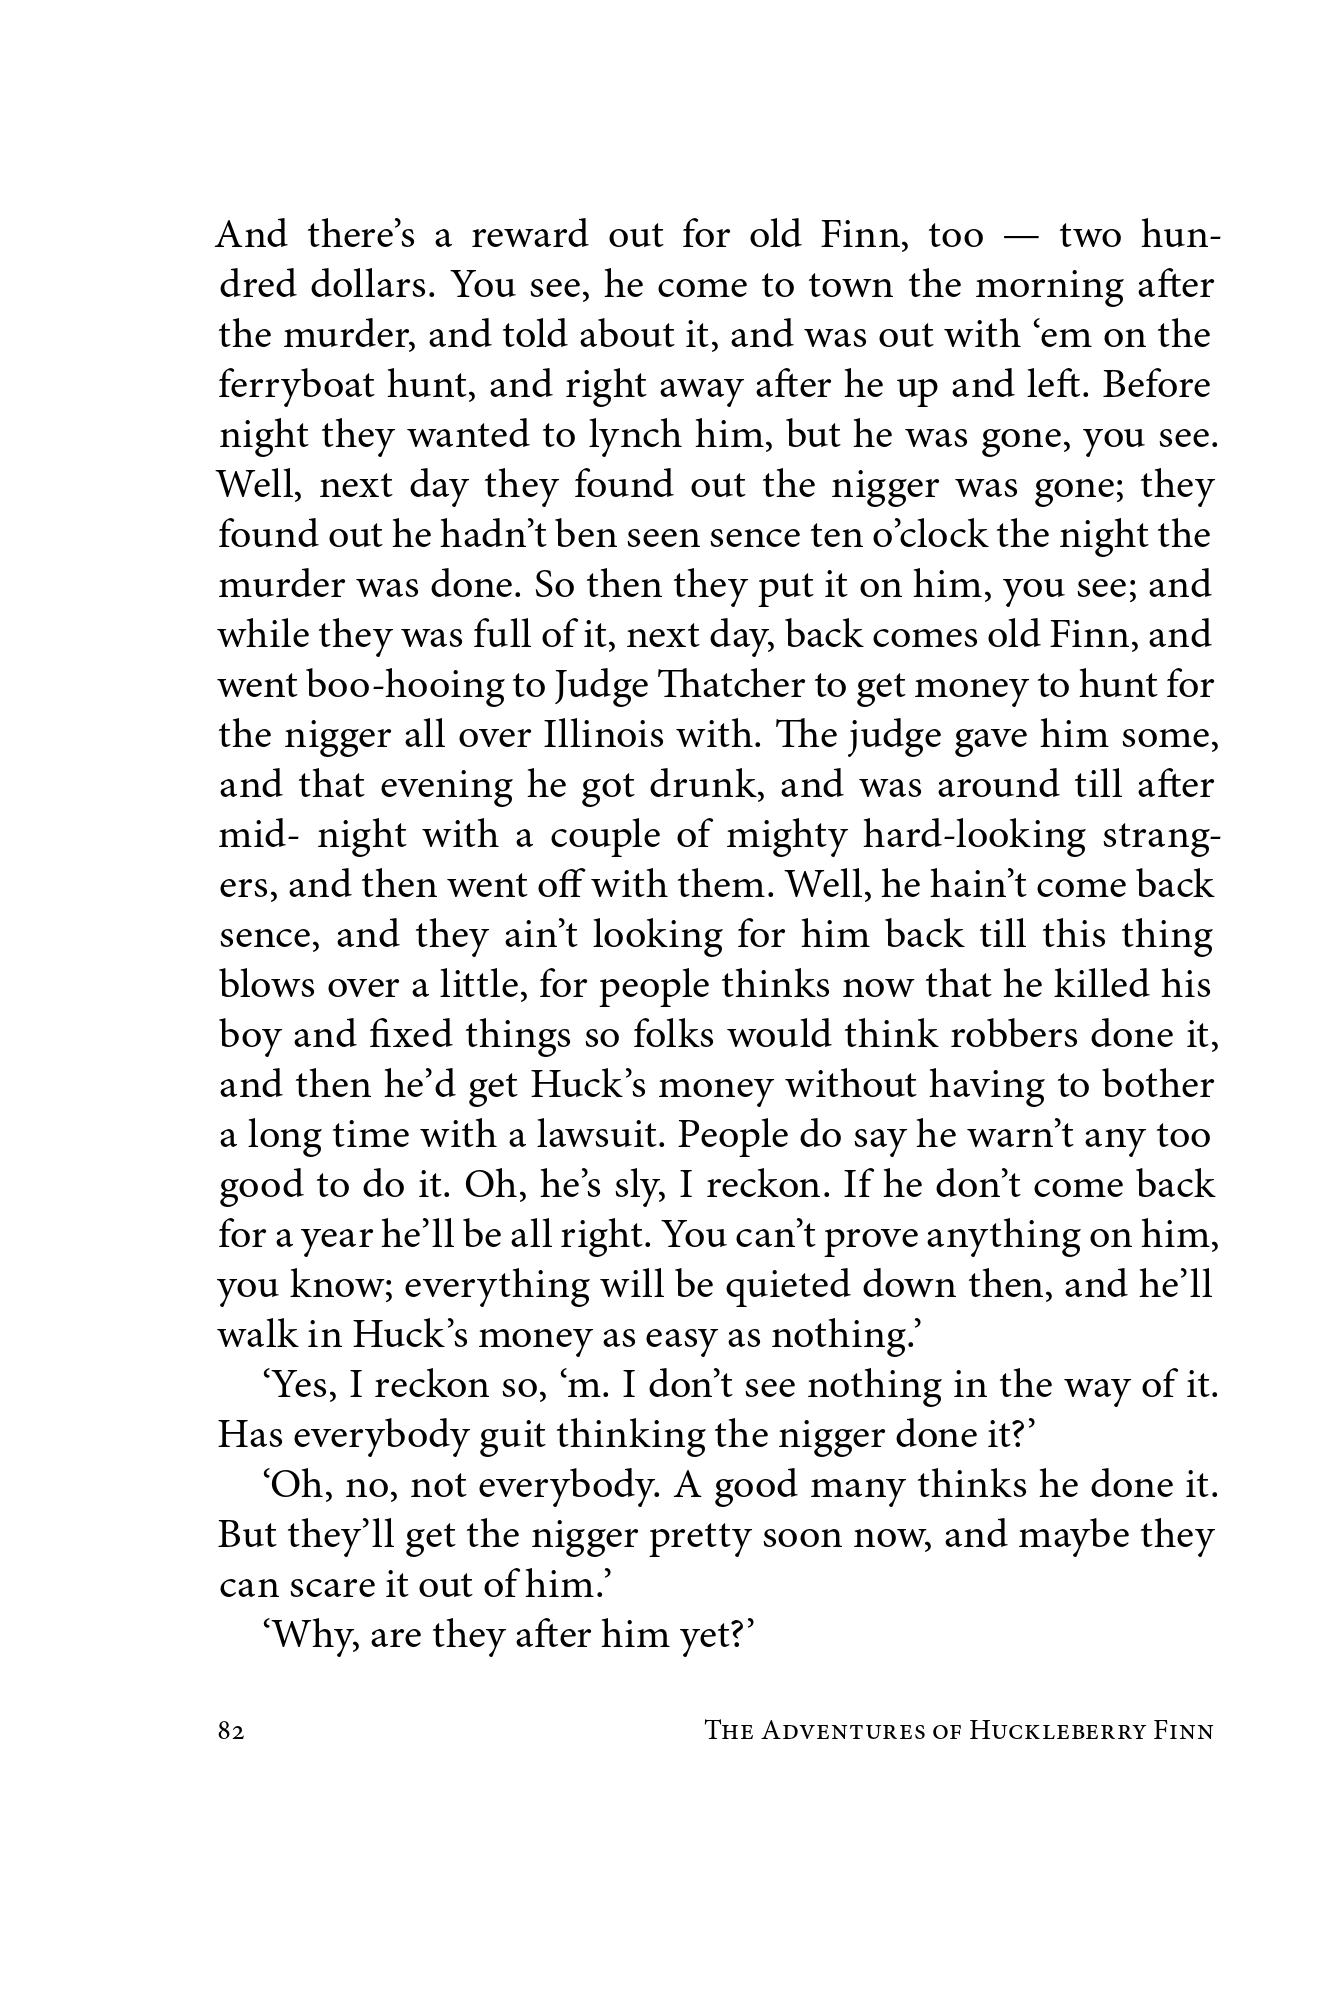 And there’s a reward out for old Finn, too — two hun-
dred dollars. You see, he come to town the morning after
the murder, and told about it, and was out with ‘em on the
ferryboat hunt, and right away after he up and left. Before
night they wanted to lynch him, but he was gone, you see.
Well, next day they found out the nigger was gone; they
found out he hadn’t ben seen sence ten o’clock the night the
murder was done. So then they put it on him, you see; and
while they was full of it, next day, back comes old Finn, and
went boo-hooing to Judge Thatcher to get money to hunt for
the nigger all over Illinois with. The judge gave him some,
and that evening he got drunk, and was around till after
mid- night with a couple of mighty hard-looking strang-
ers, and then went off with them. Well, he hain’t come back
sence, and they ain’t looking for him back till this thing
blows over a little, for people thinks now that he killed his
boy and fixed things so folks would think robbers done it,
and then he’d get Huck’s money without having to bother
a long time with a lawsuit. People do say he warn’t any too
good to do it. Oh, he’s sly, I reckon. If he don’t come back
for a year he’ll be all right. You can’t prove anything on him,
you know; everything will be quieted down then, and he’ll
walk in Huck’s money as easy as nothing.’
‘Yes, I reckon so, ‘m. I don’t see nothing in the way of it.
Has everybody guit thinking the nigger done it?’
‘Oh, no, not everybody. A good many thinks he done it.
But they’ll get the nigger pretty soon now, and maybe they
can scare it out of him.’
‘Why, are they after him yet?’
82 The Adventures of Huckleberry Finn